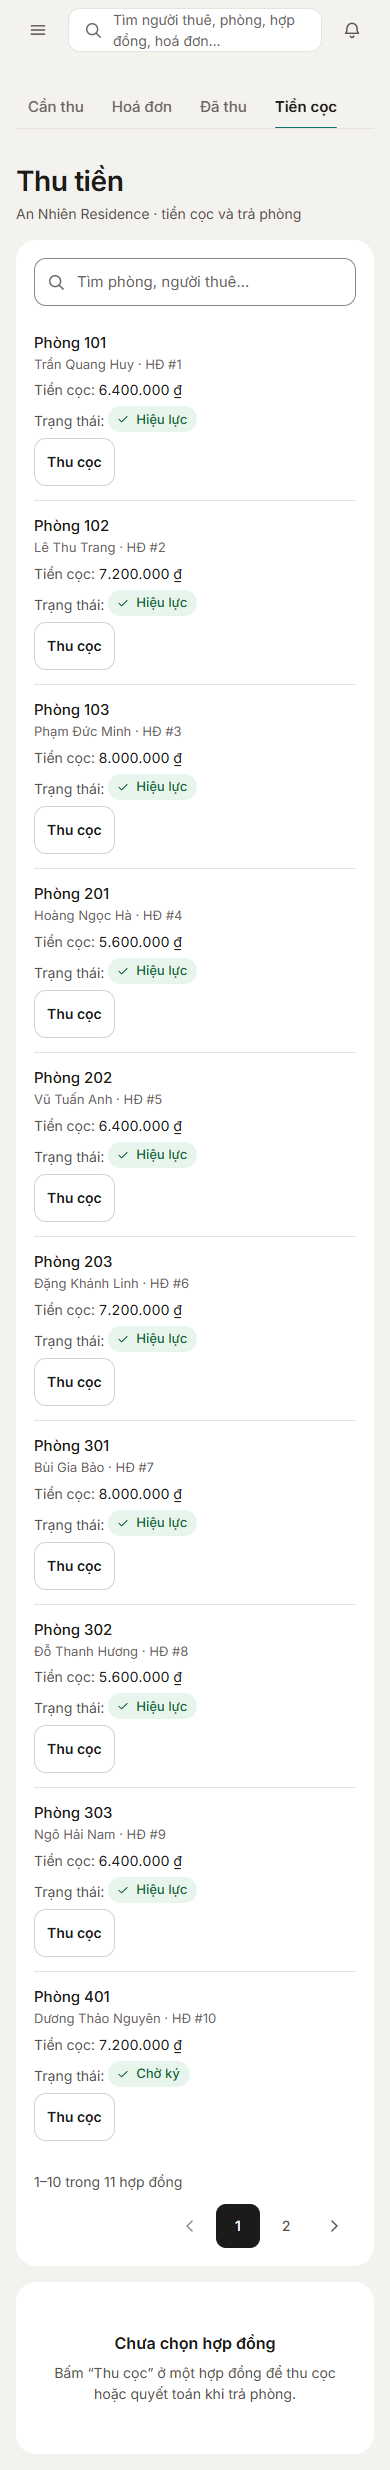 Tìm người thuê, phòng, hợp
đồng, hoá đơn...
Cần thu
Hoá đơn
Đã thu
Tiền cọc
Thu tiền
An Nhiên Residence · tiền cọc và trả phòng
Tìm phòng, người thuê...
Phòng 101
Trần Quang Huy · HĐ #1
Tiền cọc: 6.400.000 ₫
Trạng thái: Hiệu lực
Thu cọc
Phòng 102
Lê Thu Trang · HĐ #2
Tiền cọc: 7.200.000 ₫
Trạng thái: Hiệu lực
Thu cọc
Phòng 103
Phạm Đức Minh · HĐ #3
Tiền cọc: 8.000.000 ₫
Trạng thái: Hiệu lực
Thu cọc
Phòng 201
Hoàng Ngọc Hà · HĐ #4
Tiền cọc: 5.600.000 ₫
Trạng thái: Hiệu lực
Thu cọc
Phòng 202
Vũ Tuấn Anh · HĐ #5
Tiền cọc: 6.400.000 ₫
Trạng thái: Hiệu lực
Thu cọc
Phòng 203
Đặng Khánh Linh · HĐ #6
Tiền cọc: 7.200.000 ₫
Trạng thái: Hiệu lực
Thu cọc
Phòng 301
Bùi Gia Bảo · HĐ #7
Tiền cọc: 8.000.000 ₫
Trạng thái: Hiệu lực
Thu cọc
Phòng 302
Đỗ Thanh Hương · HĐ #8
Tiền cọc: 5.600.000 ₫
Trạng thái: Hiệu lực
Thu cọc
Phòng 303
Ngô Hải Nam · HĐ #9
Tiền cọc: 6.400.000 ₫
Trạng thái: Hiệu lực
Thu cọc
Phòng 401
Dương Thảo Nguyên · HĐ #10
Tiền cọc: 7.200.000 ₫
Trạng thái: Chờ ký
Thu cọc
1–10 trong 11 hợp đồng
1 2
Chưa chọn hợp đồng
Bấm “Thu cọc” ở một hợp đồng để thu cọc
hoặc quyết toán khi trả phòng.